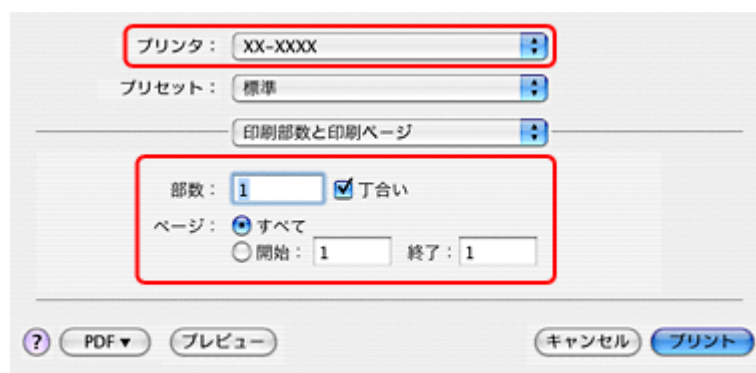 プリンタ： XX-XXXX
プリセット： 標準
印刷部数と印刷ページ
部数： 1 丁合い
ページ： すべて
開始： 1 終了： 1
? PDF▼ プレビュー キャンセル プリント